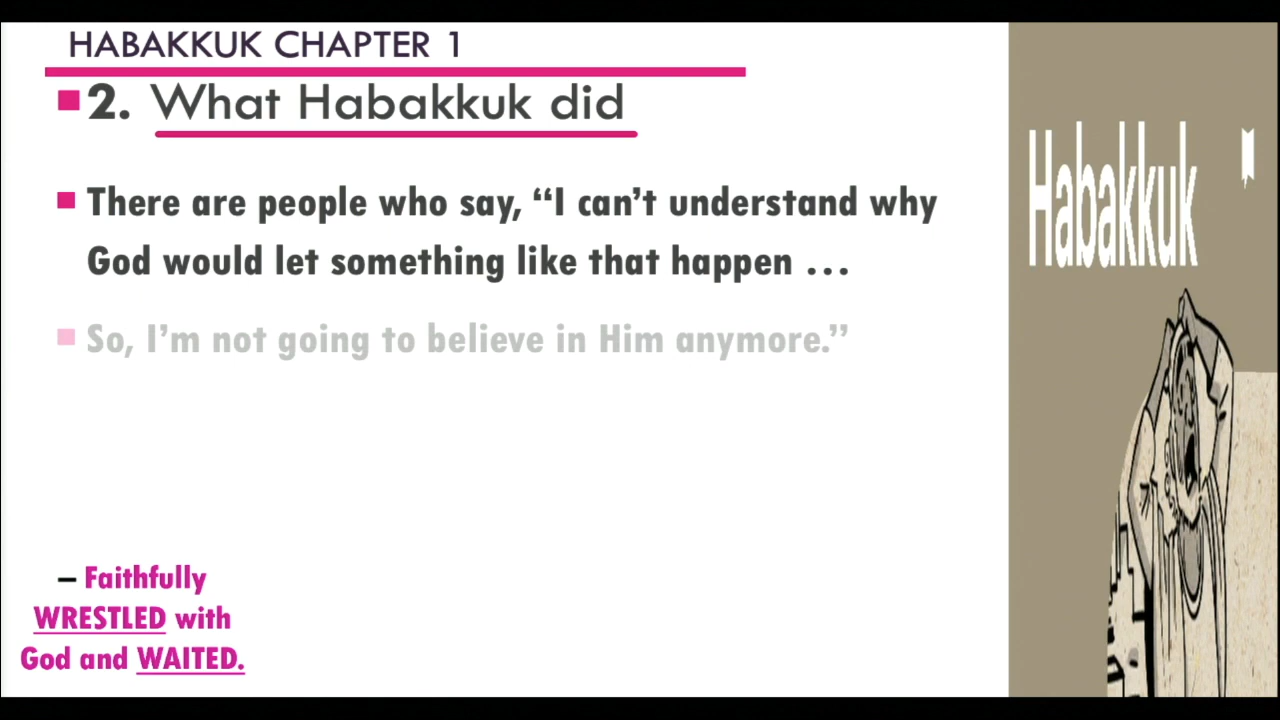 HABAKKUK CHAPTER 1
2. What Habakkuk did
There are people who say, “I can’t understand why
God would let something like that happen …
So, I’m not going to believe in Him anymore.”
– Faithfully
WRESTLED with
God and WAITED.
Habakkuk